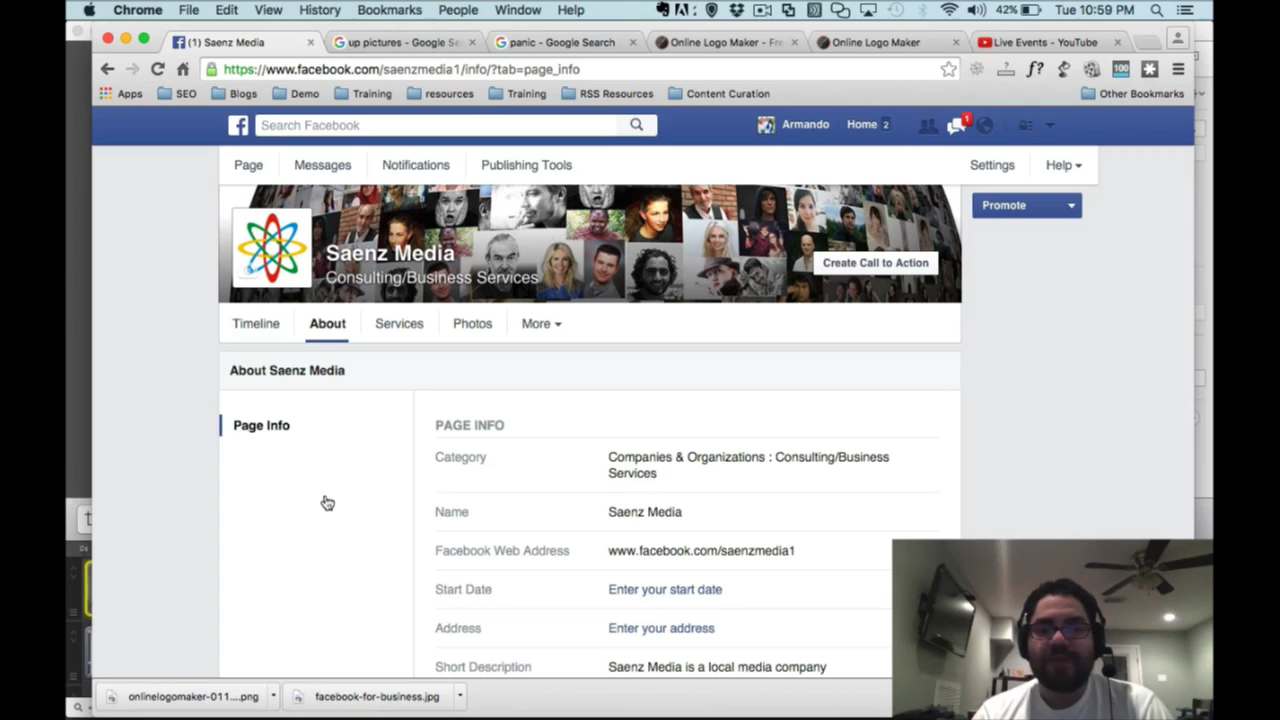 Chrome File Edit View History Bookmarks People Window Help 42% Tue 10:59 PM
(1) Saenz Media up pictures - Google Se panic - Google Search Online Logo Maker - Fre Online Logo Maker Live Events - YouTube
https://www.facebook.com/saenzmedia1/info/?tab=page_info f? 100
Apps SEO Blogs Demo Training resources Training RSS Resources Content Curation Other Bookmarks
Search Facebook Armando Home 2 1
Page Messages Notifications Publishing Tools Settings Help
Promote
Saenz Media
Create Call to Action
Consulting/Business Services
Timeline About Services Photos More
About Saenz Media
Page Info PAGE INFO
Category Companies & Organizations : Consulting/Business
Services
Name Saenz Media
Facebook Web Address www.facebook.com/saenzmedia1
Start Date Enter your start date
Address Enter your address
Short Description Saenz Media is a local media company
onlinelogomaker-011....png facebook-for-business.jpg